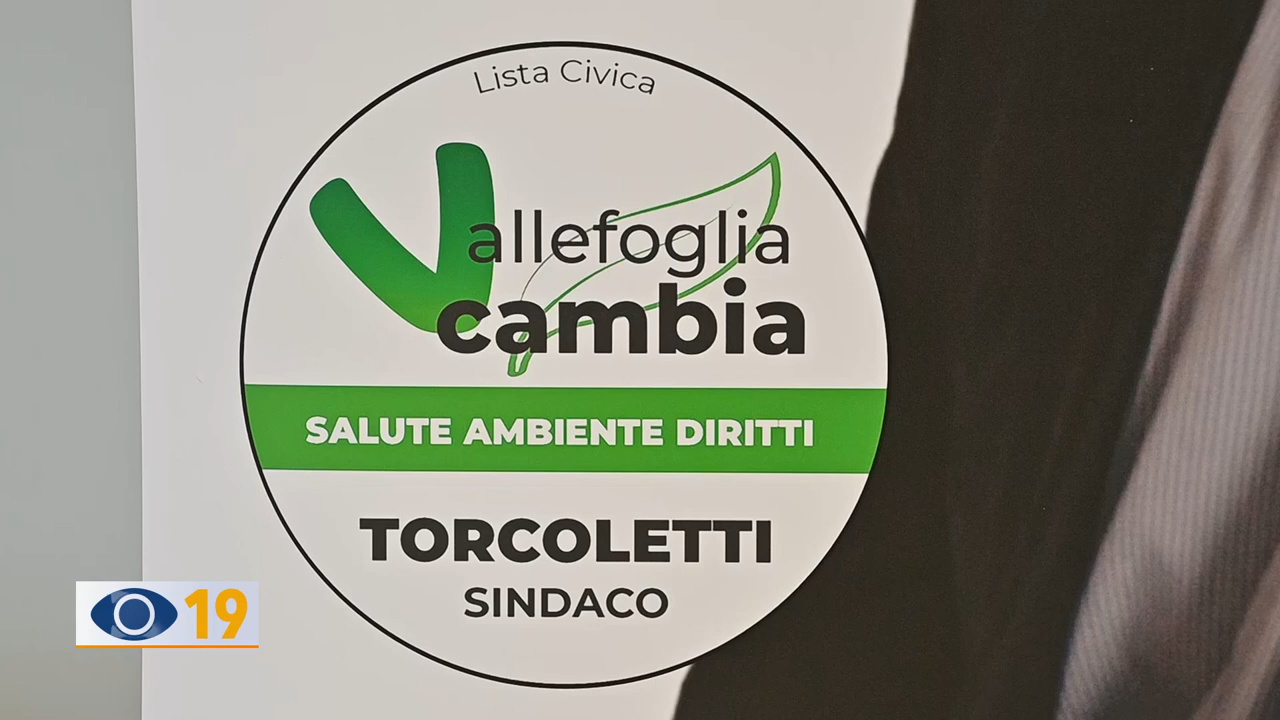 Lista Civica
Vallefoglia
cambia
SALUTE AMBIENTE DIRITTI
TORCOLETTI
SINDACO
19